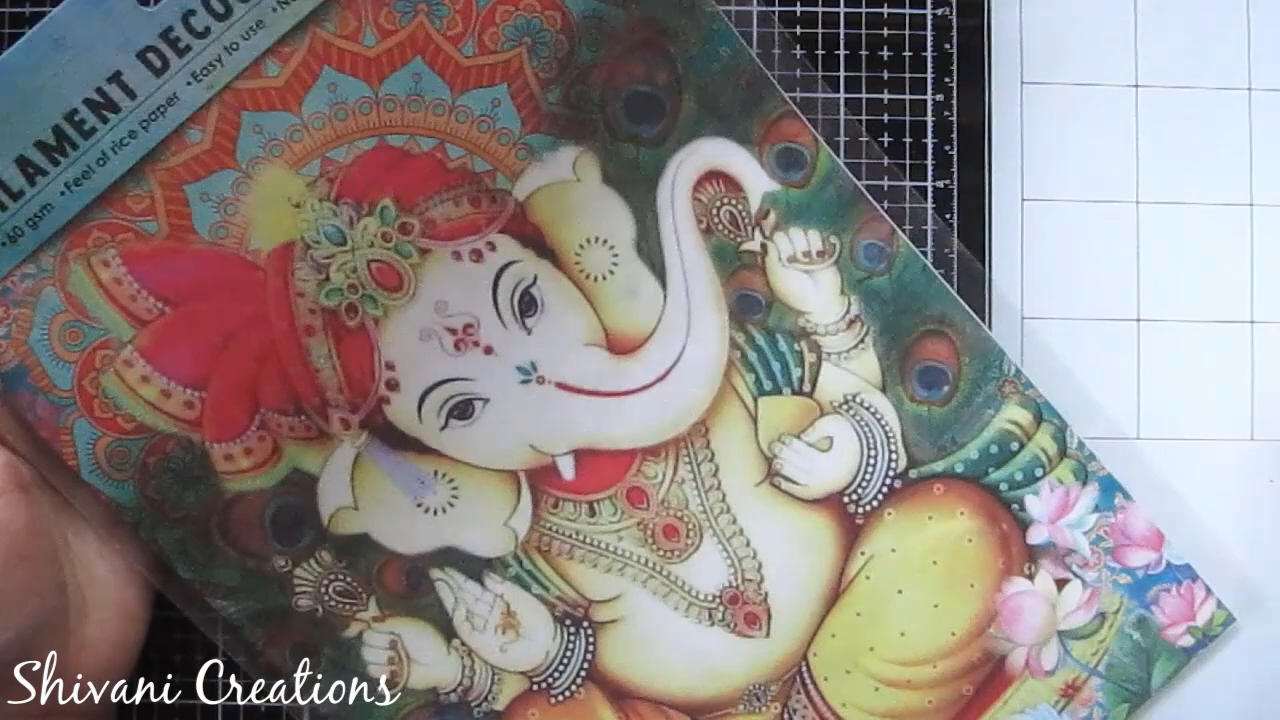 LAMENT DECOU
•60 gsm •Feel of rice paper •Easy to use
Shivani Creations